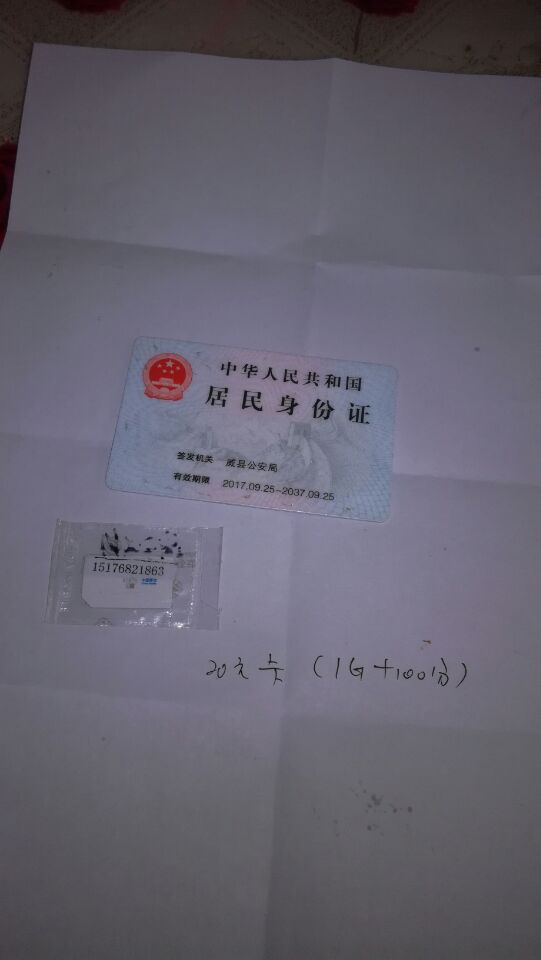 中华人民共和国
居民身份证
签发机关 威县公安局
有效期限 2017.09.25-2037.09.25
15176821863
20元卡 (1G+100分)